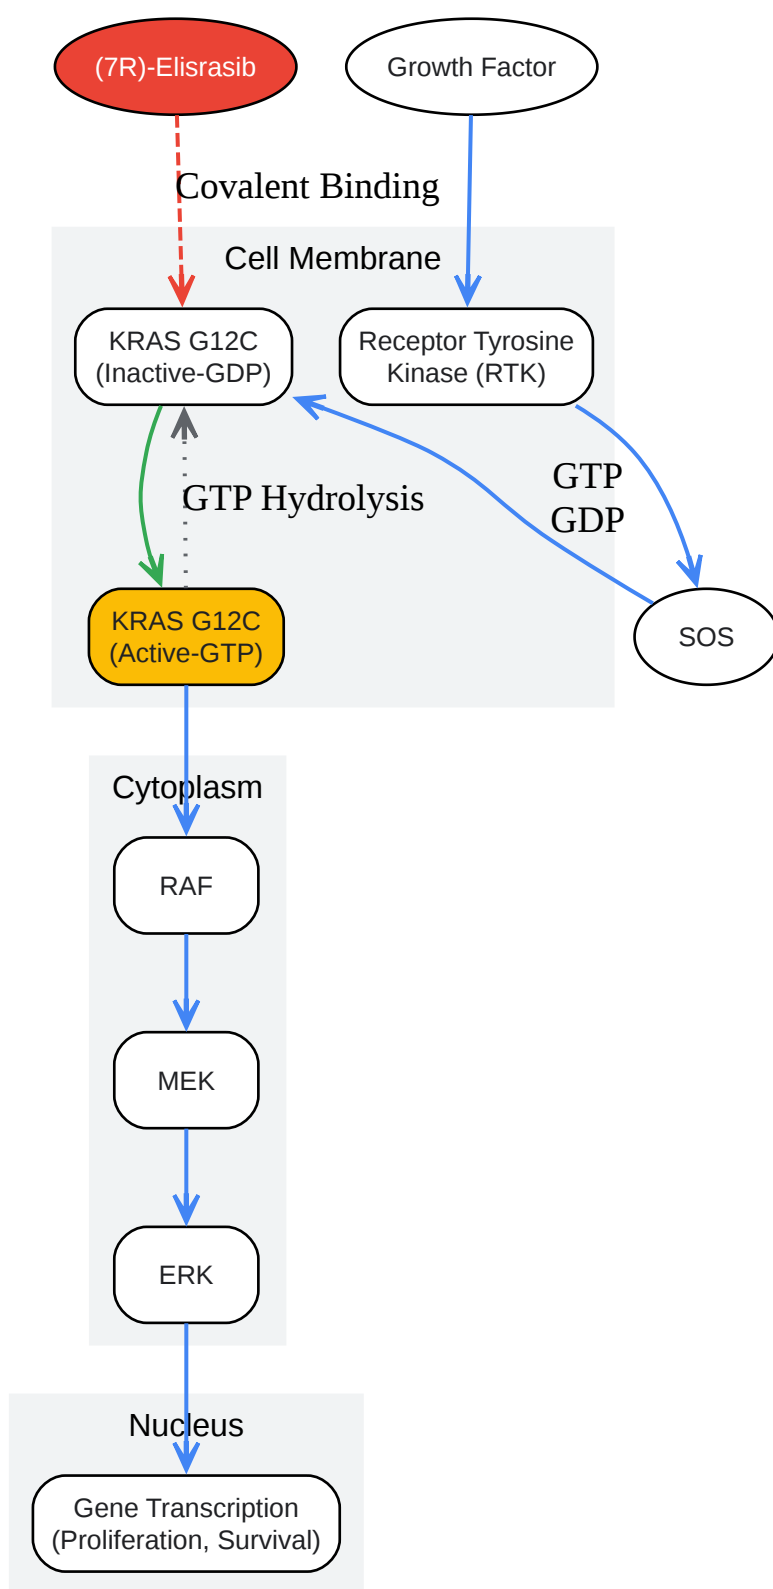 (7R)-Elisrasib
Growth Factor
Covalent Binding
Cell Membrane
KRAS G12C
(Inactive-GDP)
Receptor Tyrosine
Kinase (RTK)
GTP Hydrolysis
GTP
GDP
KRAS G12C
(Active-GTP)
SOS
Cytoplasm
RAF
MEK
ERK
Nucleus
Gene Transcription
(Proliferation, Survival)